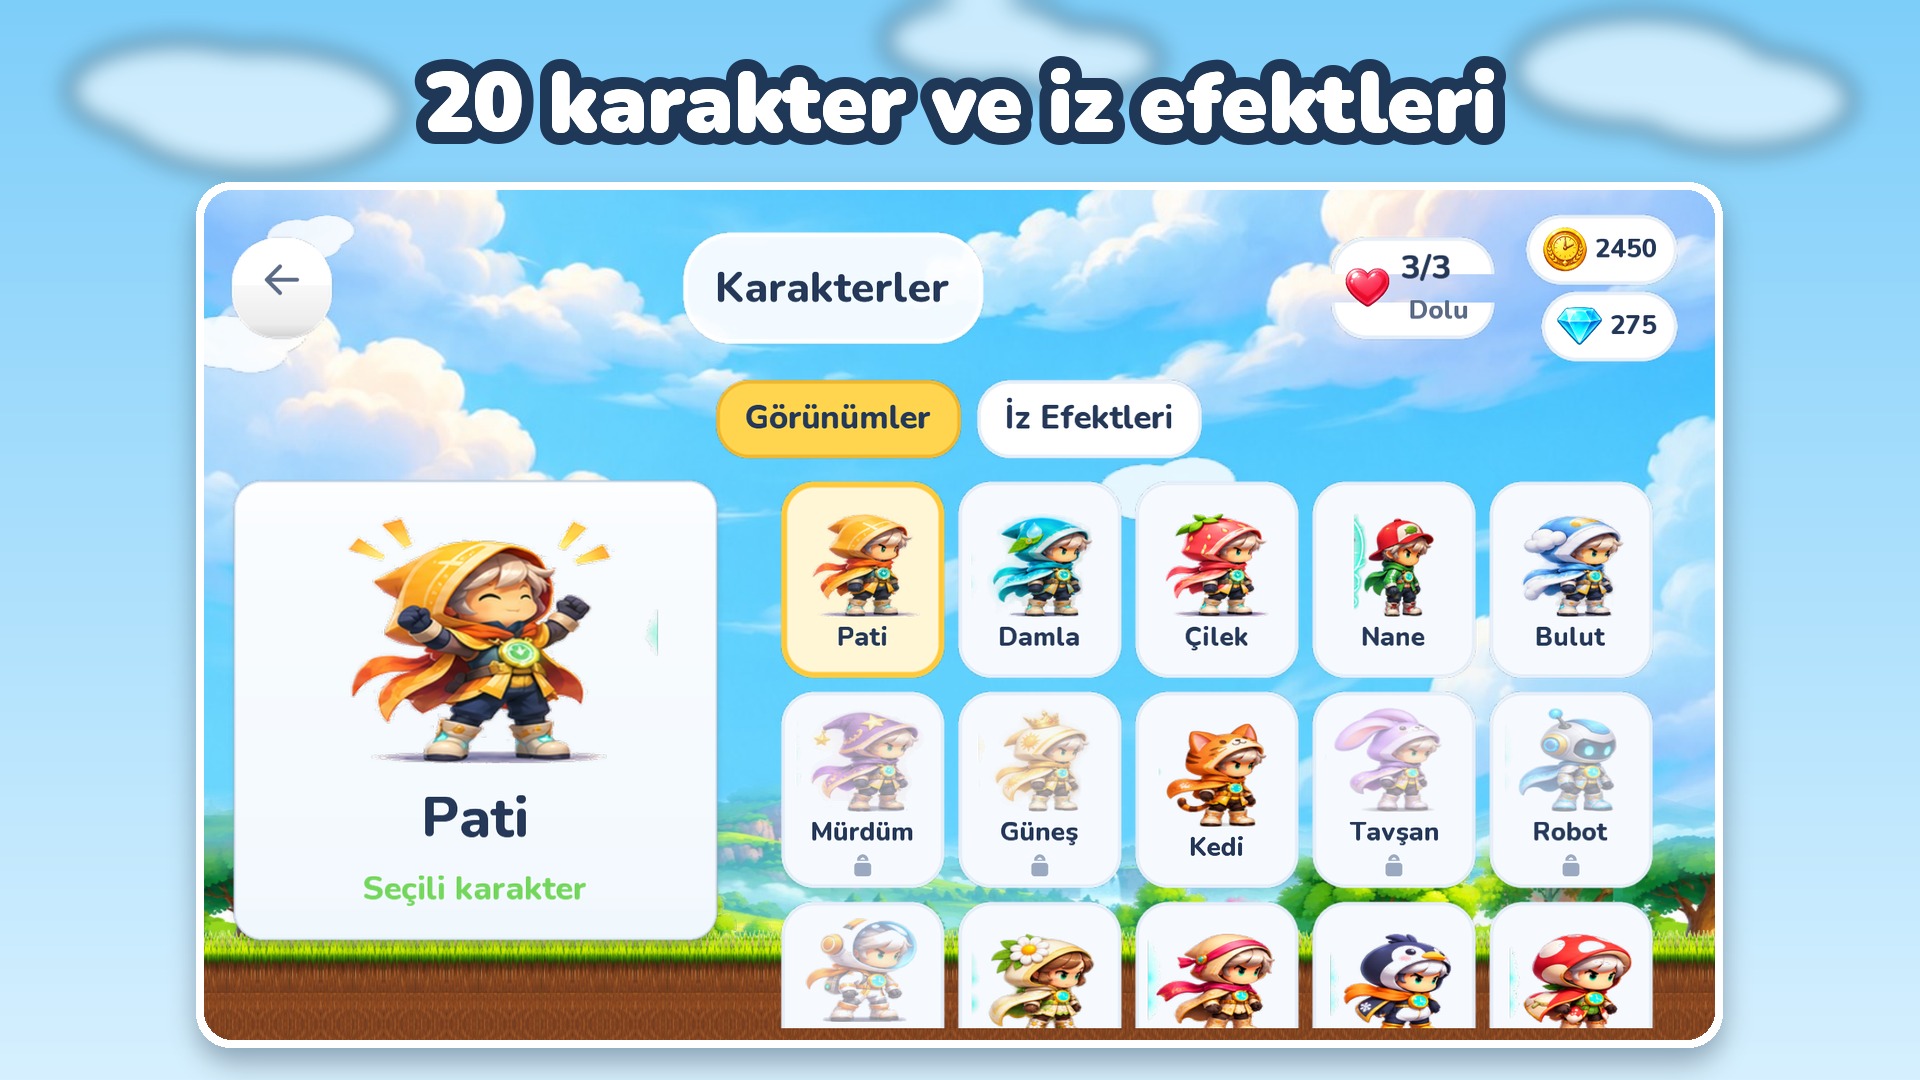 20 karakter ve iz efektleri
Karakterler
3/3
Dolu
2450
275
Görünümler
İz Efektleri
Pati
Seçili karakter
Pati
Damla
Çilek
Nane
Bulut
Mürdüm
Güneş
Kedi
Tavşan
Robot